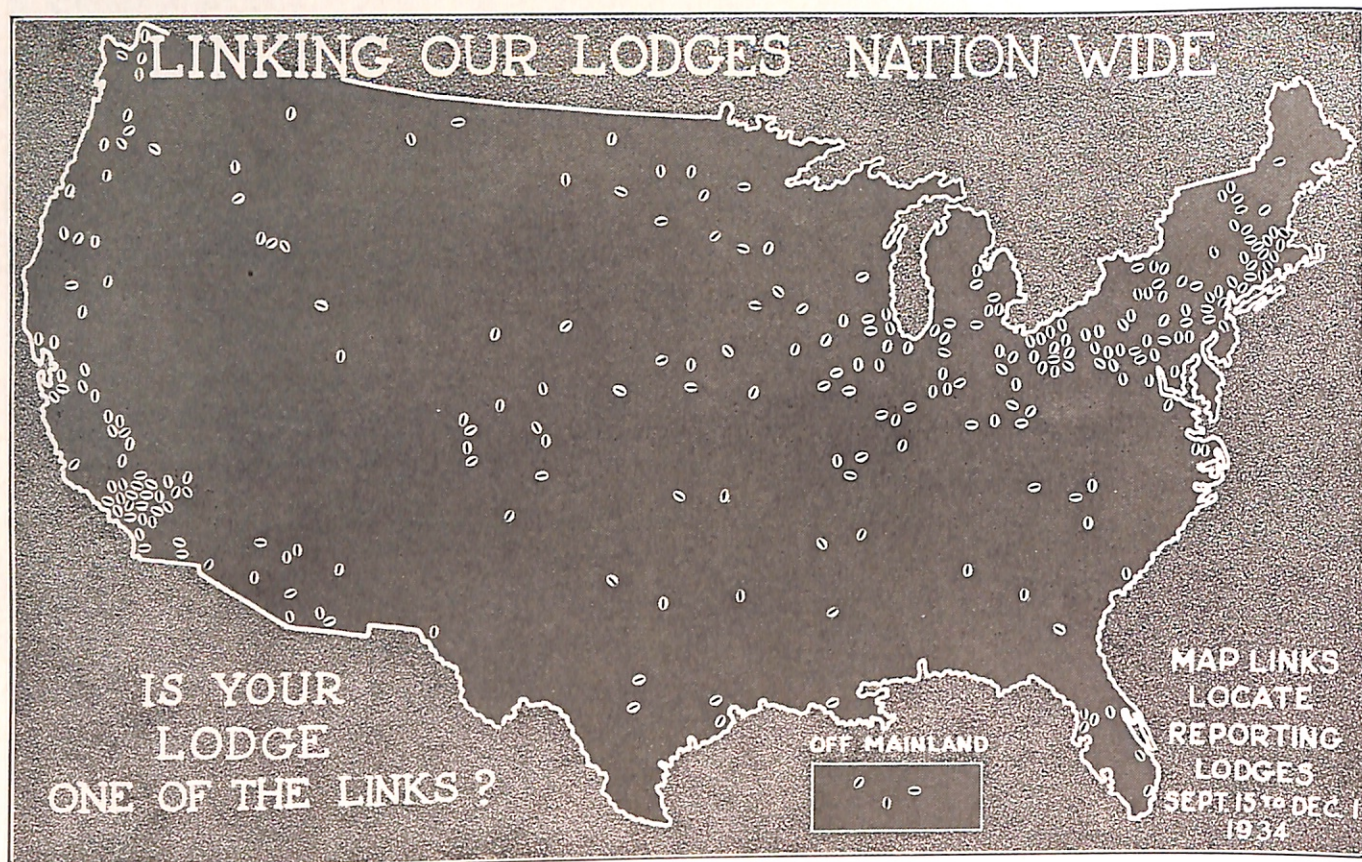 LINKING OUR LODGES NATION WIDE
IS YOUR
LODGE
ONE OF THE LINKS?
OFF MAINLAND
MAP LINKS
LOCATE
REPORTING
LODGES
SEPT. 15 TO DEC. 1
1934